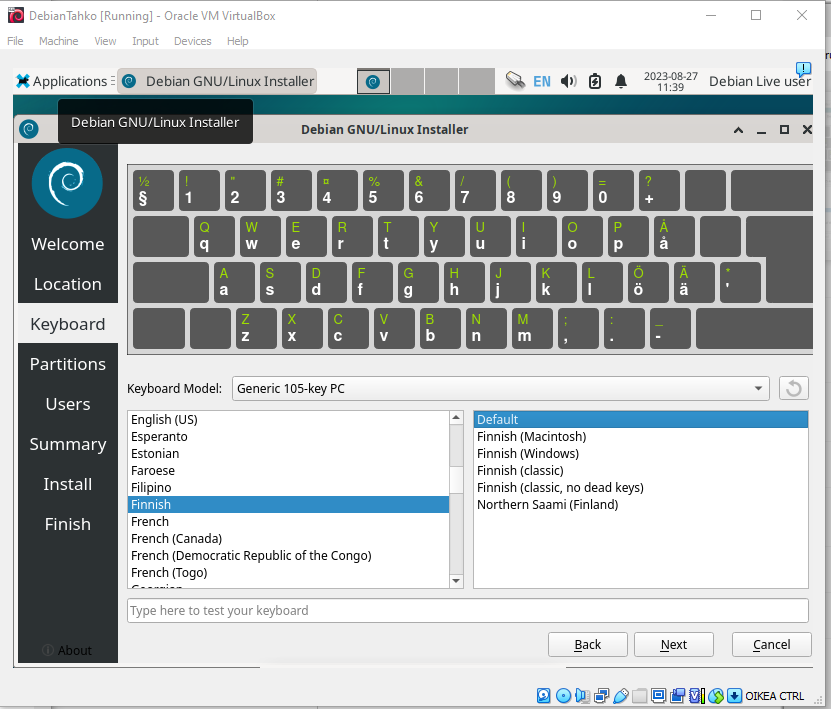 DebianTahko [Running] - Oracle VM VirtualBox
File Machine View Input Devices Help
Applications Debian GNU/Linux Installer EN 2023-08-27 11:39 Debian Live user
Debian GNU/Linux Installer
Debian GNU/Linux Installer
½ ! " # ¤ % & / ( ) = ?
§ 1 2 3 4 5 6 7 8 9 0 +
Q W E R T Y U I O P Å
q w e r t y u i o p å
A S D F G H J K L Ö Ä *
a s d f g h j k l ö ä '
Z X C V B N M ; : _
z x c v b n m , . -
Welcome
Location
Keyboard
Partitions
Users
Summary
Install
Finish
About
Keyboard Model: Generic 105-key PC
English (US)
Esperanto
Estonian
Faroese
Filipino
Finnish
French
French (Canada)
French (Democratic Republic of the Congo)
French (Togo)
Georgian
Default
Finnish (Macintosh)
Finnish (Windows)
Finnish (classic)
Finnish (classic, no dead keys)
Northern Saami (Finland)
Type here to test your keyboard
Back Next Cancel
OIKEA CTRL